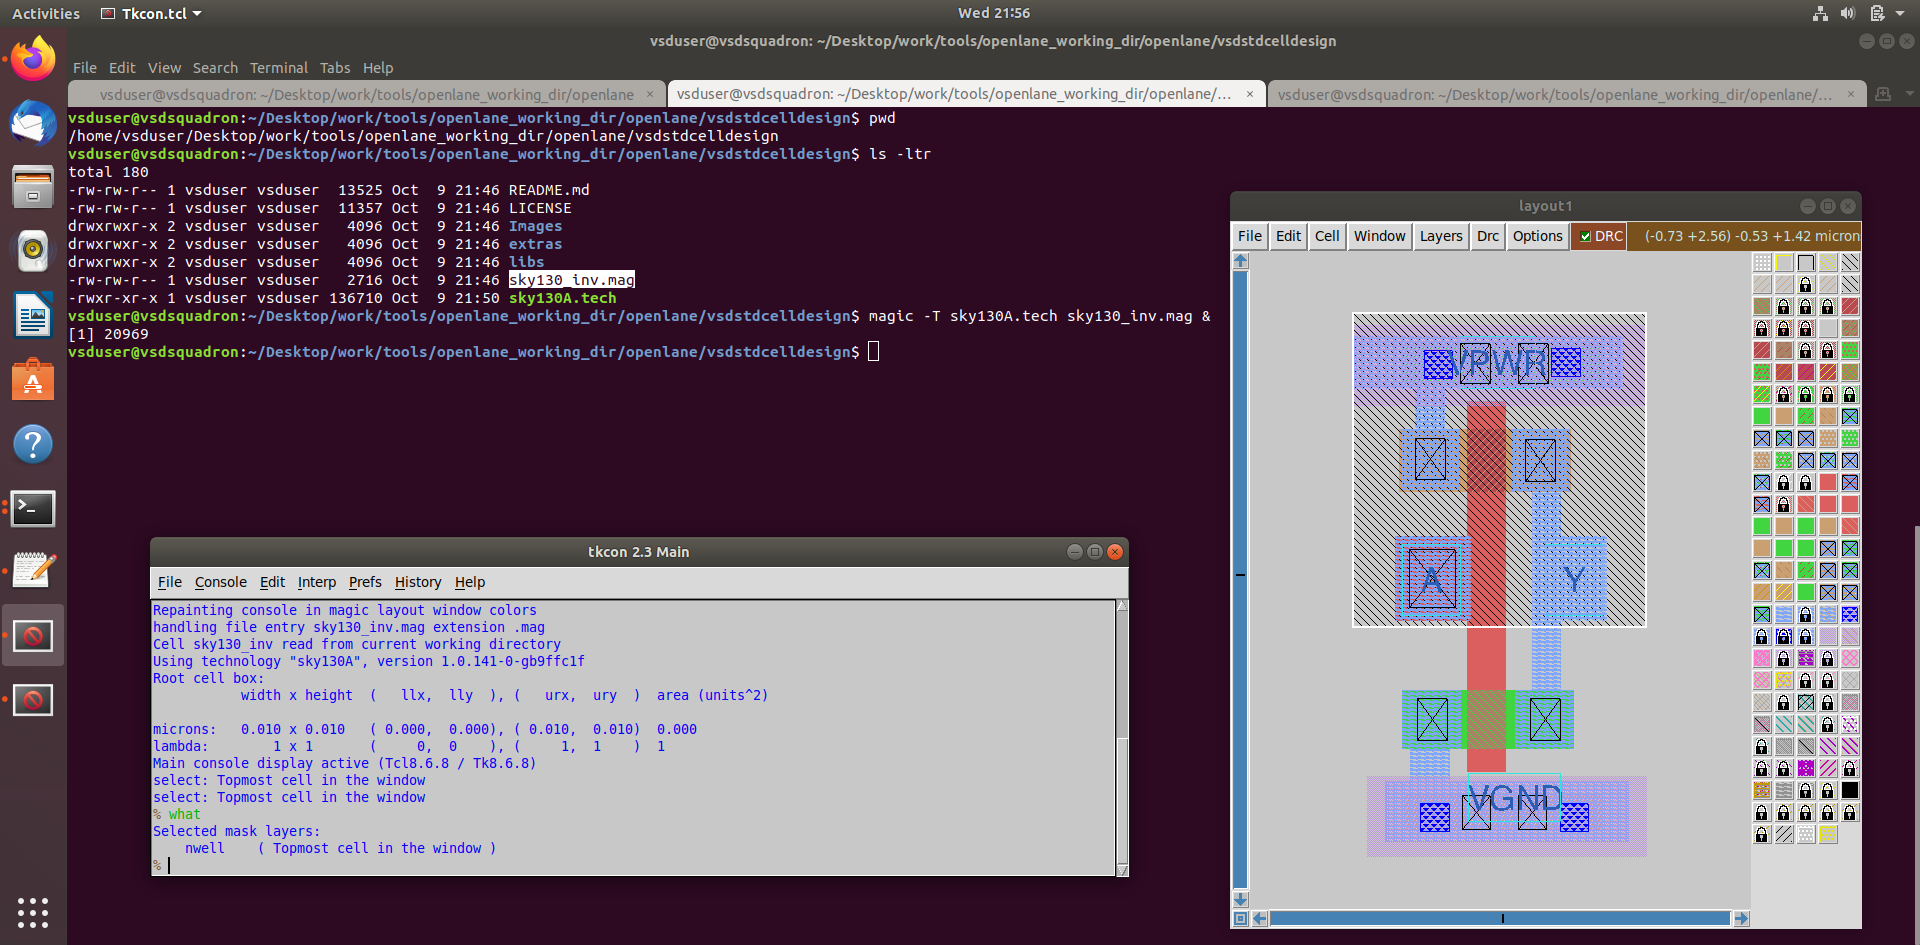 Activities Tkcon.tcl Wed 21:56
vsduser@vsdsquadron: ~/Desktop/work/tools/openlane_working_dir/openlane/vsdstdcelldesign
File Edit View Search Terminal Tabs Help
vsduser@vsdsquadron: ~/Desktop/work/tools/openlane_working_dir/openlane × vsduser@vsdsquadron: ~/Desktop/work/tools/openlane_working_dir/openlane/... × vsduser@vsdsquadron: ~/Desktop/work/tools/openlane_working_dir/openlane/... ×
vsduser@vsdsquadron:~/Desktop/work/tools/openlane_working_dir/openlane/vsdstdcelldesign$ pwd
/home/vsduser/Desktop/work/tools/openlane_working_dir/openlane/vsdstdcelldesign
vsduser@vsdsquadron:~/Desktop/work/tools/openlane_working_dir/openlane/vsdstdcelldesign$ ls -ltr
total 180
-rw-rw-r-- 1 vsduser vsduser 13525 Oct 9 21:46 README.md
-rw-rw-r-- 1 vsduser vsduser 11357 Oct 9 21:46 LICENSE
drwxrwxr-x 2 vsduser vsduser 4096 Oct 9 21:46 Images
drwxrwxr-x 2 vsduser vsduser 4096 Oct 9 21:46 extras
drwxrwxr-x 2 vsduser vsduser 4096 Oct 9 21:46 libs
-rw-rw-r-- 1 vsduser vsduser 2716 Oct 9 21:46 sky130_inv.mag
-rwxr-xr-x 1 vsduser vsduser 136710 Oct 9 21:50 sky130A.tech
vsduser@vsdsquadron:~/Desktop/work/tools/openlane_working_dir/openlane/vsdstdcelldesign$ magic -T sky130A.tech sky130_inv.mag &
[1] 20969
vsduser@vsdsquadron:~/Desktop/work/tools/openlane_working_dir/openlane/vsdstdcelldesign$
layout1
File Edit Cell Window Layers Drc Options DRC (-0.73 +2.56) -0.53 +1.42 micron
VPWR
A
Y
VGND
tkcon 2.3 Main
File Console Edit Interp Prefs History Help
Repainting console in magic layout window colors
handling file entry sky130_inv.mag extension .mag
Cell sky130_inv read from current working directory
Using technology "sky130A", version 1.0.141-0-gb9ffc1f
Root cell box:
width x height ( llx, lly ), ( urx, ury ) area (units^2)
microns: 0.010 x 0.010 ( 0.000, 0.000), ( 0.010, 0.010) 0.000
lambda: 1 x 1 ( 0, 0 ), ( 1, 1 ) 1
Main console display active (Tcl8.6.8 / Tk8.6.8)
select: Topmost cell in the window
select: Topmost cell in the window
% what
Selected mask layers:
nwell ( Topmost cell in the window )
%